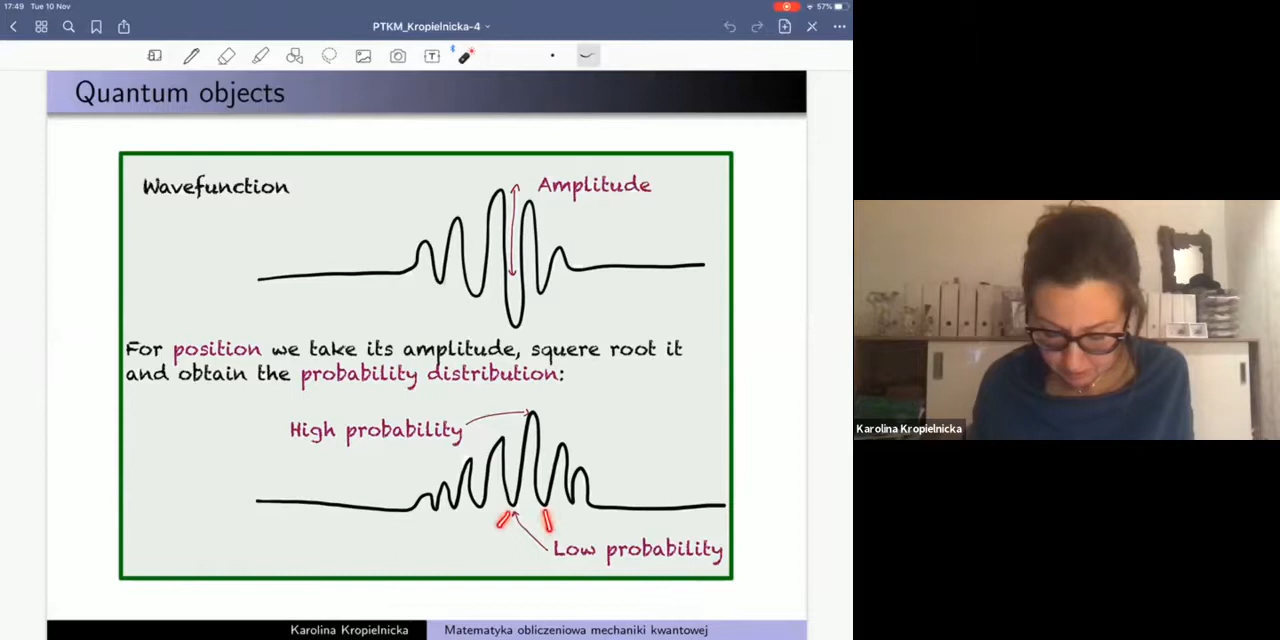 17:49 Tue 10 Nov
57%
PTKM_Kropielnicka-4
T
Quantum objects
Wavefunction
Amplitude
For position we take its amplitude, squere root it
and obtain the probability distribution:
High probability
Low probability
Karolina Kropielnicka
Karolina Kropielnicka Matematyka obliczeniowa mechaniki kwantowej